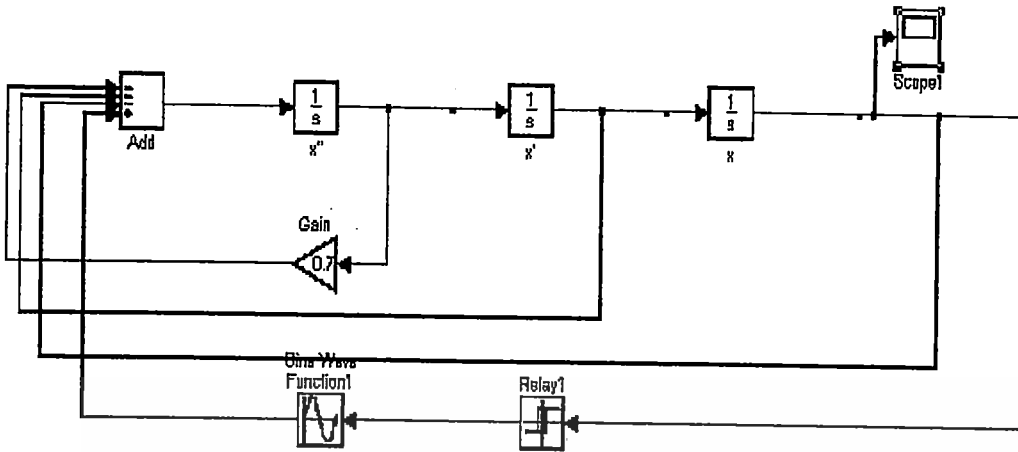 Scope1
Add
1
s
x"
1
s
x'
1
s
x
Gain
0.7
Sine Wave
Function1
Relay1